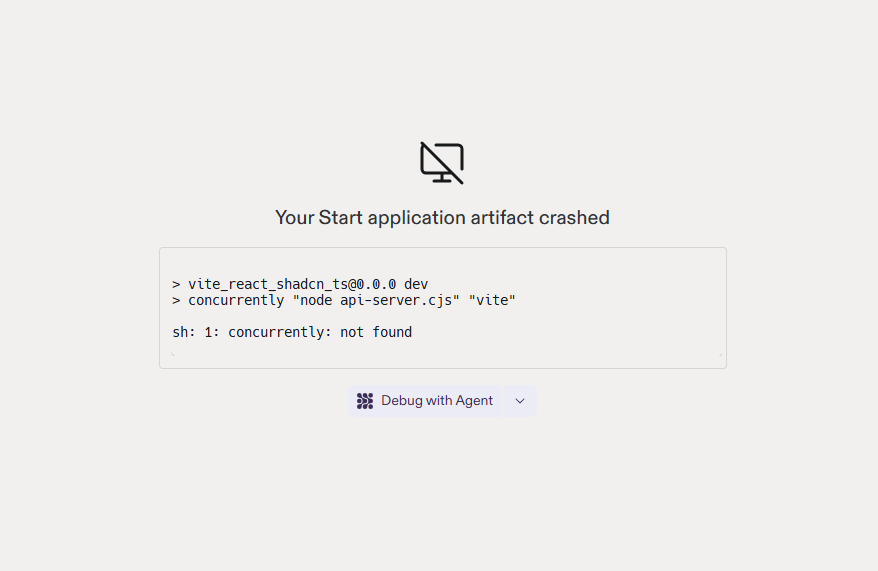 Your Start application artifact crashed
> vite_react_shadcn_ts@0.0.0 dev
> concurrently "node api-server.cjs" "vite"
sh: 1: concurrently: not found
Debug with Agent